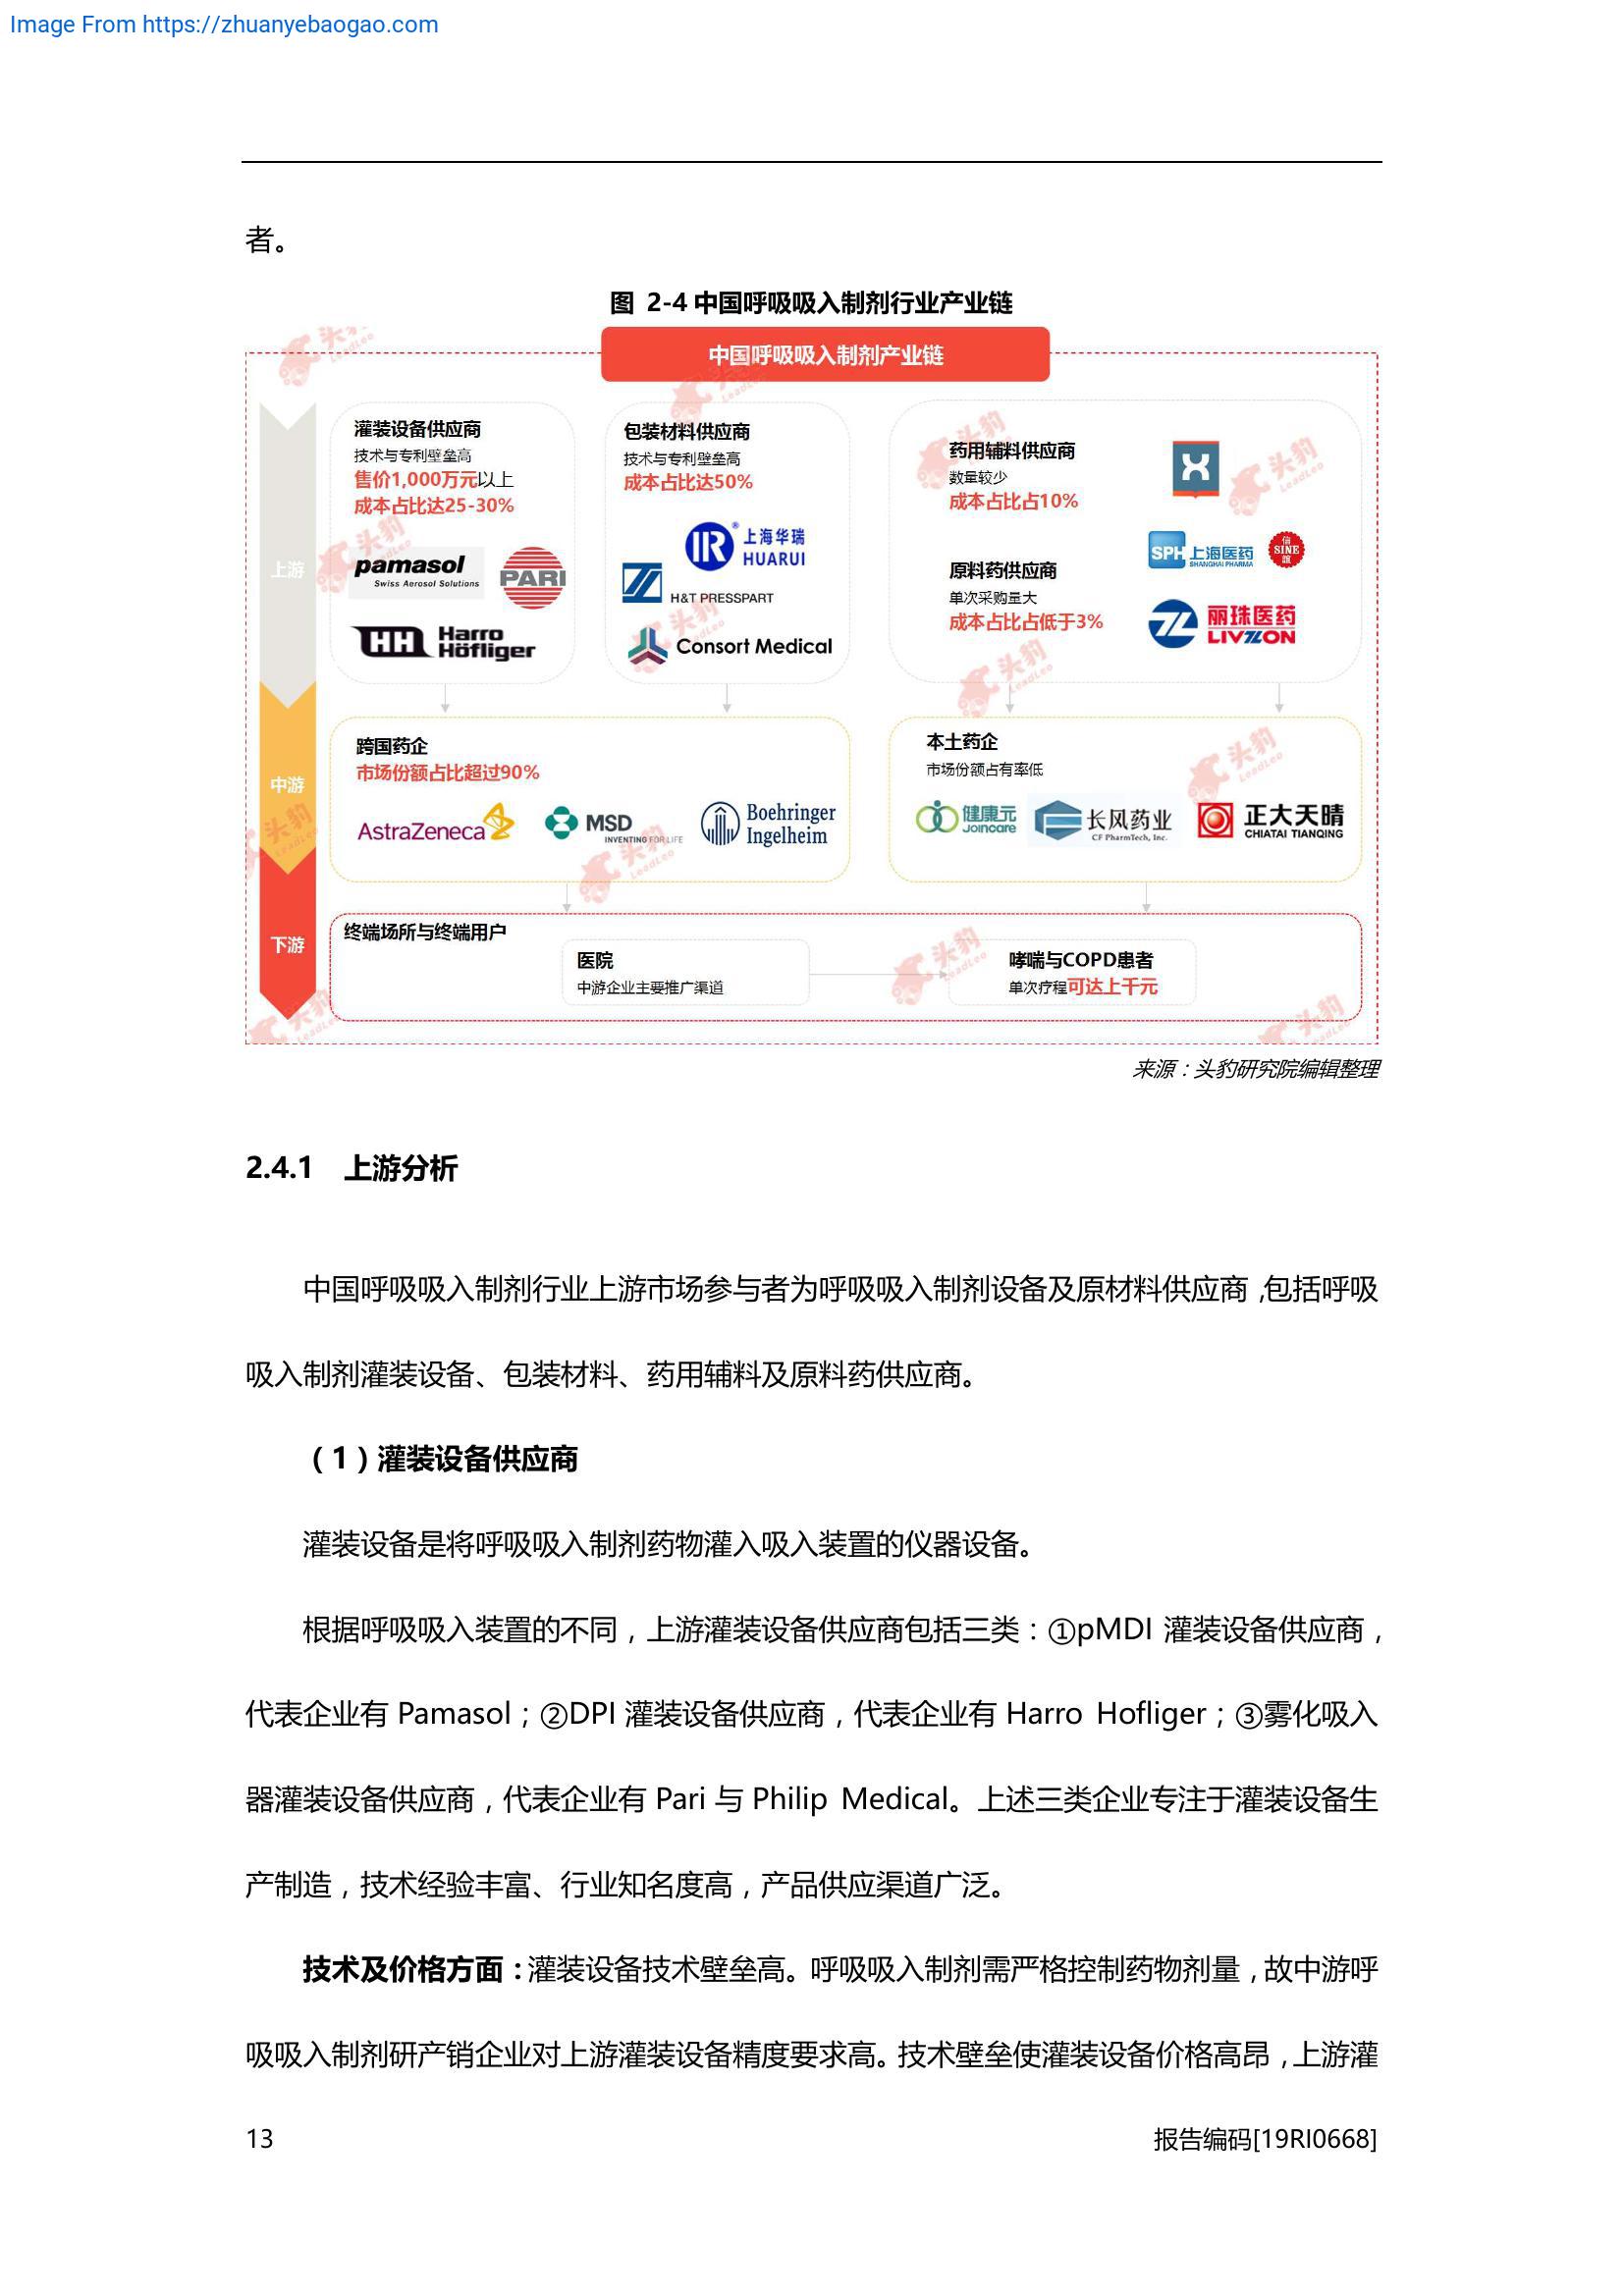 Image From https://zhuanyebaogao.com
者。
图 2-4 中国呼吸吸入制剂行业产业链
中国呼吸吸入制剂产业链
上游
灌装设备供应商
技术与专利壁垒高
售价1,000万元以上
成本占比达25-30%
pamasol
Swiss Aerosol Solutions
PARI
HH Harro Höfliger
包装材料供应商
技术与专利壁垒高
成本占比达50%
上海华瑞
HUARUI
H&T PRESSPART
Consort Medical
药用辅料供应商
数量较少
成本占比占10%
原料药供应商
单次采购量大
成本占比占低于3%
SPH 上海医药
SHANGHAI PHARMA
信谊
SINE
丽珠医药
LIVZON
中游
跨国药企
市场份额占比超过90%
AstraZeneca
MSD
INVENTING FOR LIFE
Boehringer
Ingelheim
本土药企
市场份额占有率低
健康元
Joincare
长风药业
CF PharmTech, Inc.
正大天晴
CHIATAI TIANQING
下游
终端场所与终端用户
医院
中游企业主要推广渠道
哮喘与COPD患者
单次疗程可达上千元
头豹
LeadLeo
来源：头豹研究院编辑整理
2.4.1 上游分析
中国呼吸吸入制剂行业上游市场参与者为呼吸吸入制剂设备及原材料供应商，包括呼吸
吸入制剂灌装设备、包装材料、药用辅料及原料药供应商。
（1）灌装设备供应商
灌装设备是将呼吸吸入制剂药物灌入吸入装置的仪器设备。
根据呼吸吸入装置的不同，上游灌装设备供应商包括三类：①pMDI 灌装设备供应商，
代表企业有 Pamasol；②DPI 灌装设备供应商，代表企业有 Harro Hofliger；③雾化吸入
器灌装设备供应商，代表企业有 Pari 与 Philip Medical。上述三类企业专注于灌装设备生
产制造，技术经验丰富、行业知名度高，产品供应渠道广泛。
技术及价格方面：灌装设备技术壁垒高。呼吸吸入制剂需严格控制药物剂量，故中游呼
吸吸入制剂研产销企业对上游灌装设备精度要求高。技术壁垒使灌装设备价格高昂，上游灌
13
报告编码[19RI0668]